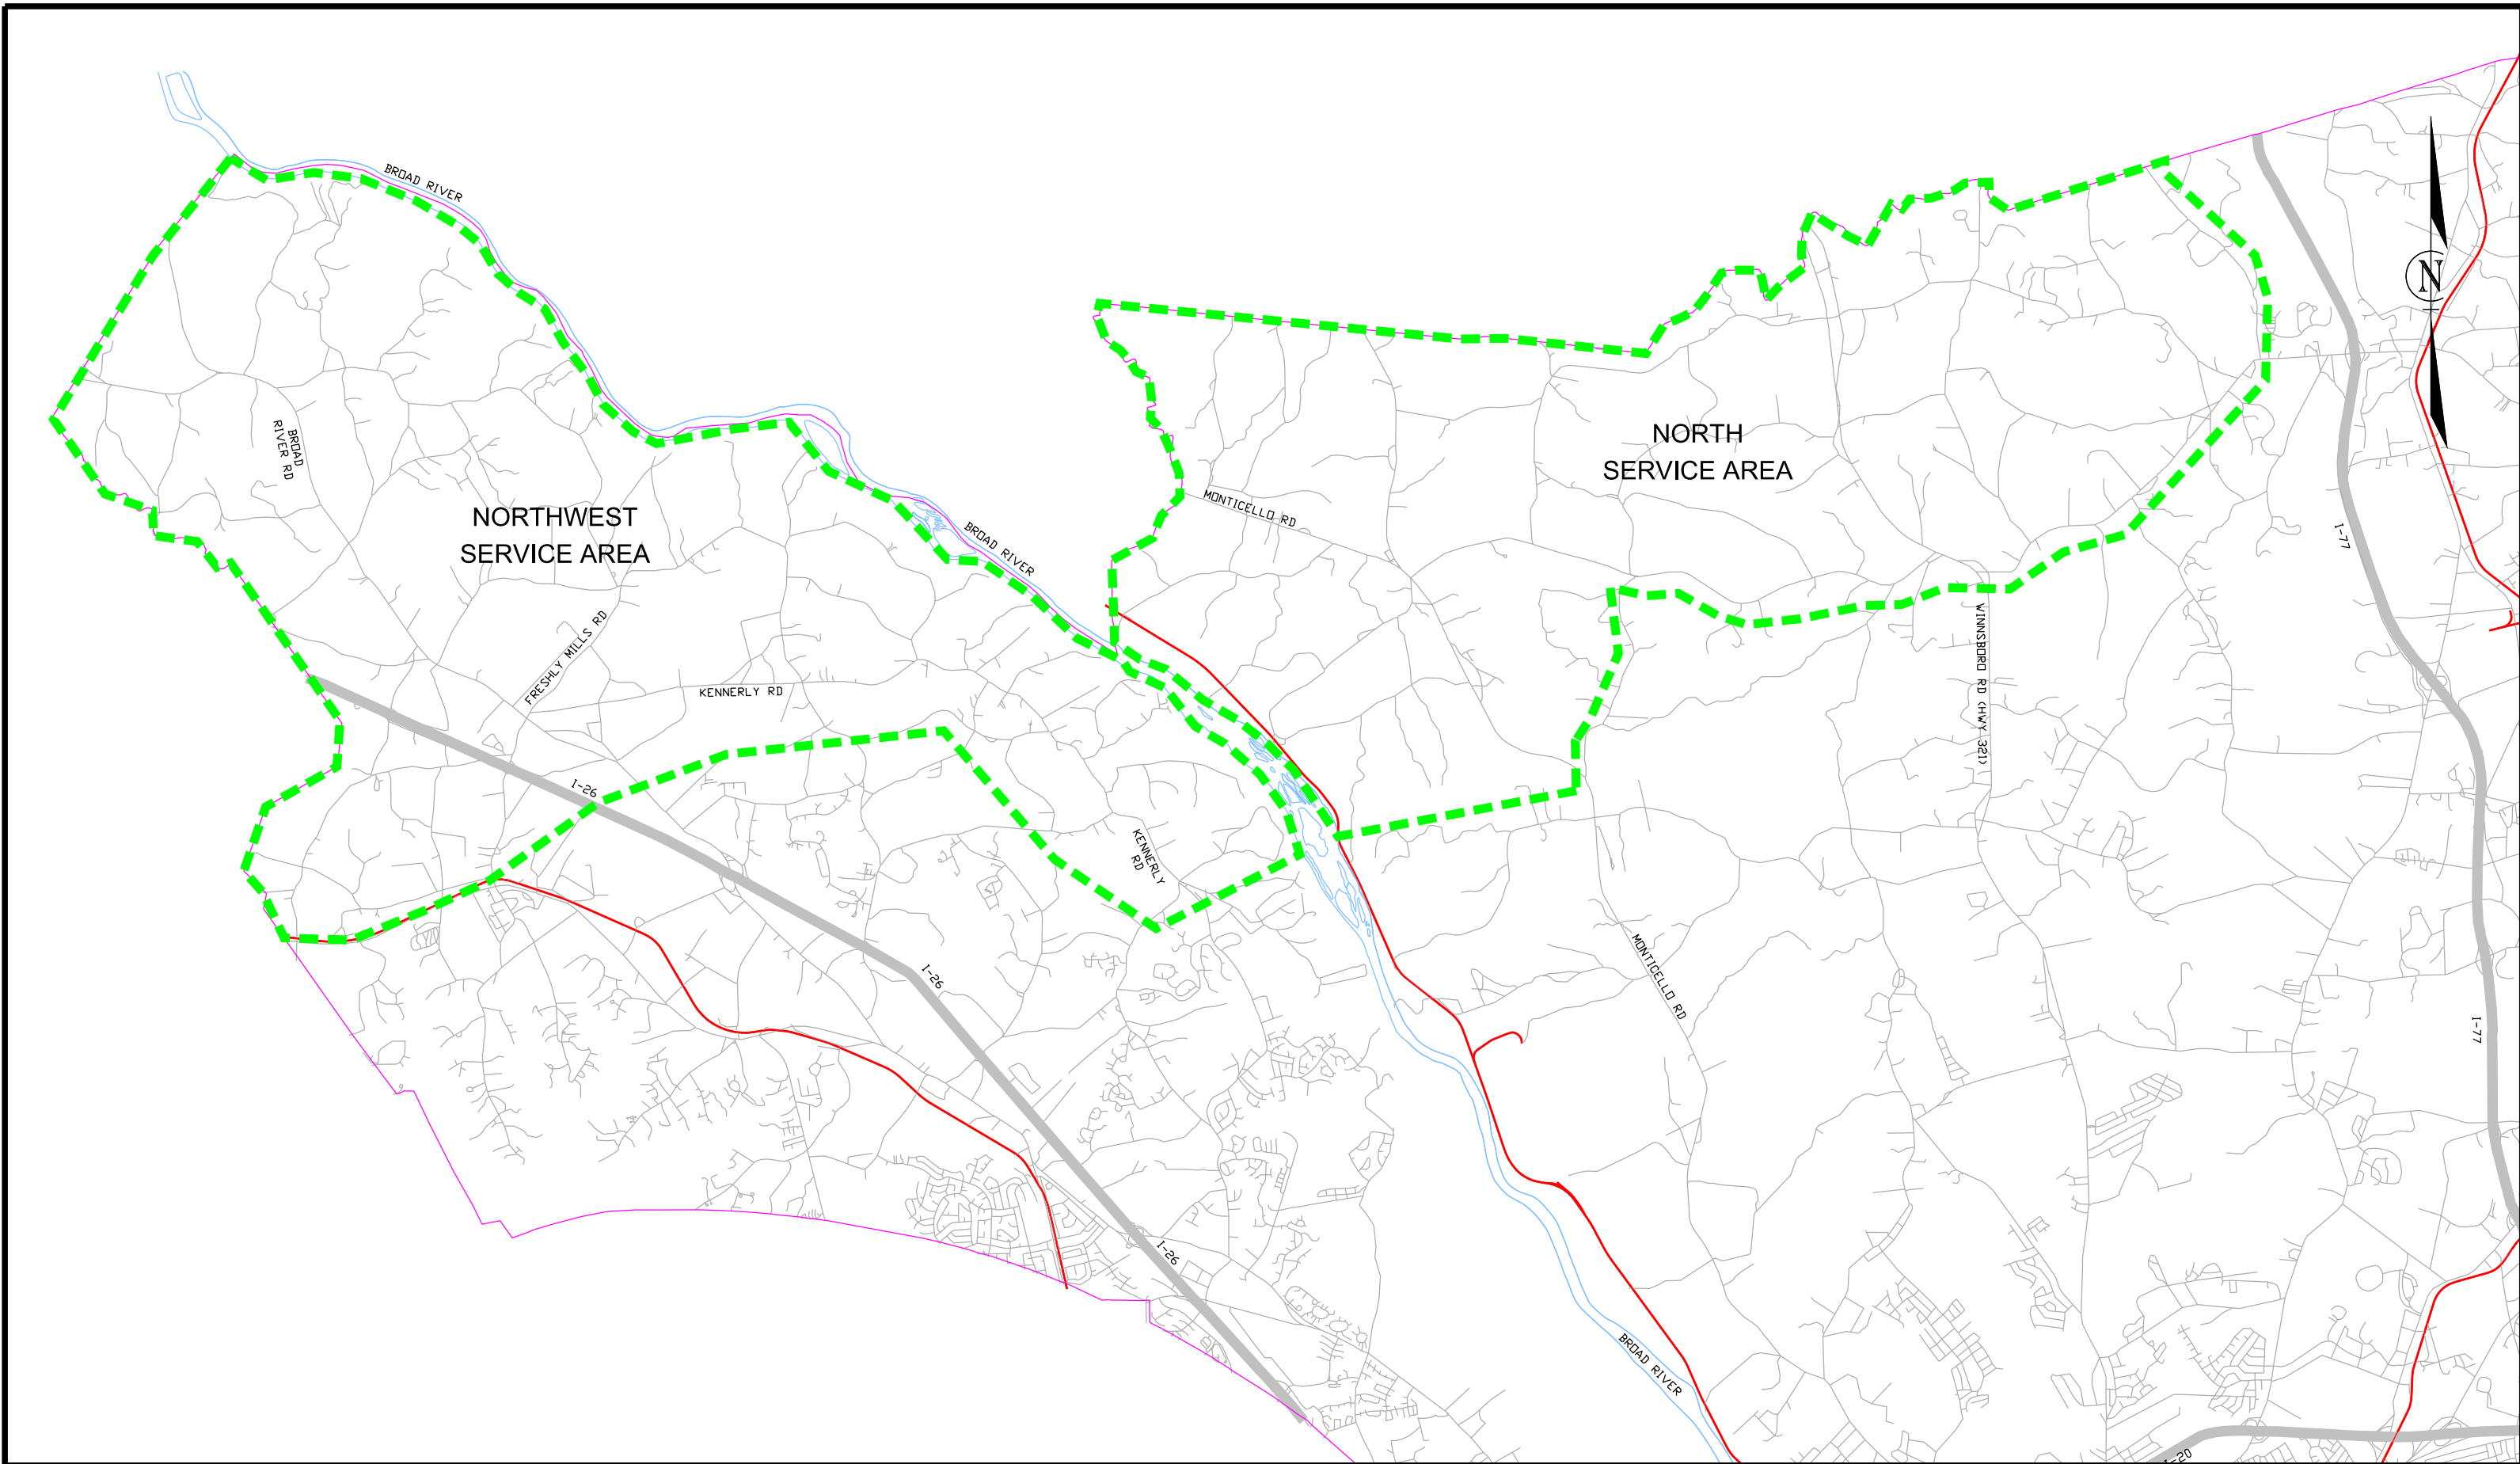 BROAD RIVER
N
BROAD
RIVER RD
NORTH
SERVICE AREA
MONTICELLO RD
NORTHWEST
SERVICE AREA
BROAD RIVER
I-77
FRESHLY MILLS RD
WINNSBORO RD (HWY 321)
KENNERLY RD
I-26
KENNERLY
RD
MONTICELLO RD
I-26
I-77
I-26
BROAD RIVER
I-20